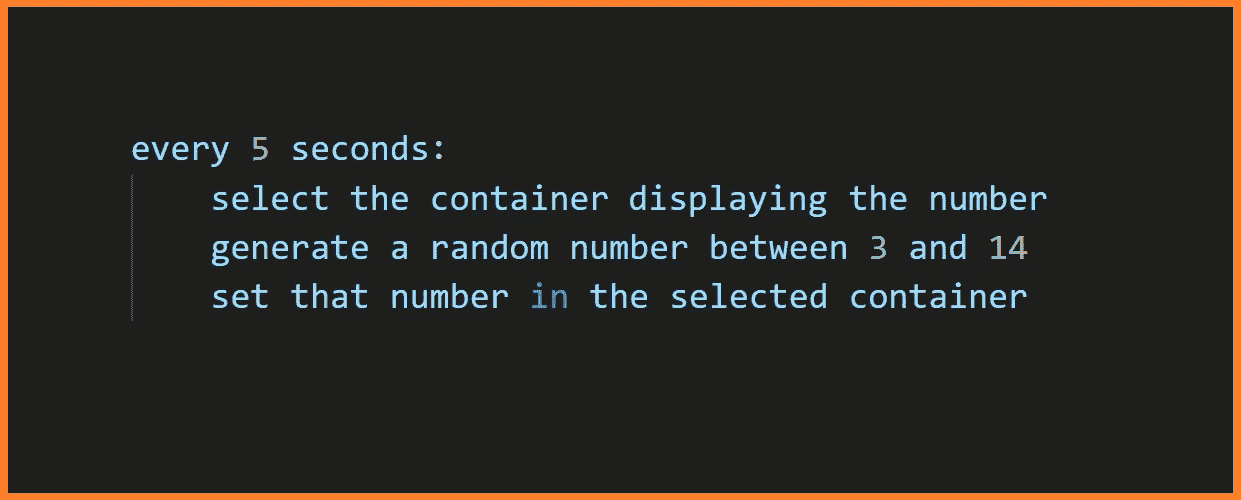 every 5 seconds:
select the container displaying the number
generate a random number between 3 and 14
set that number in the selected container